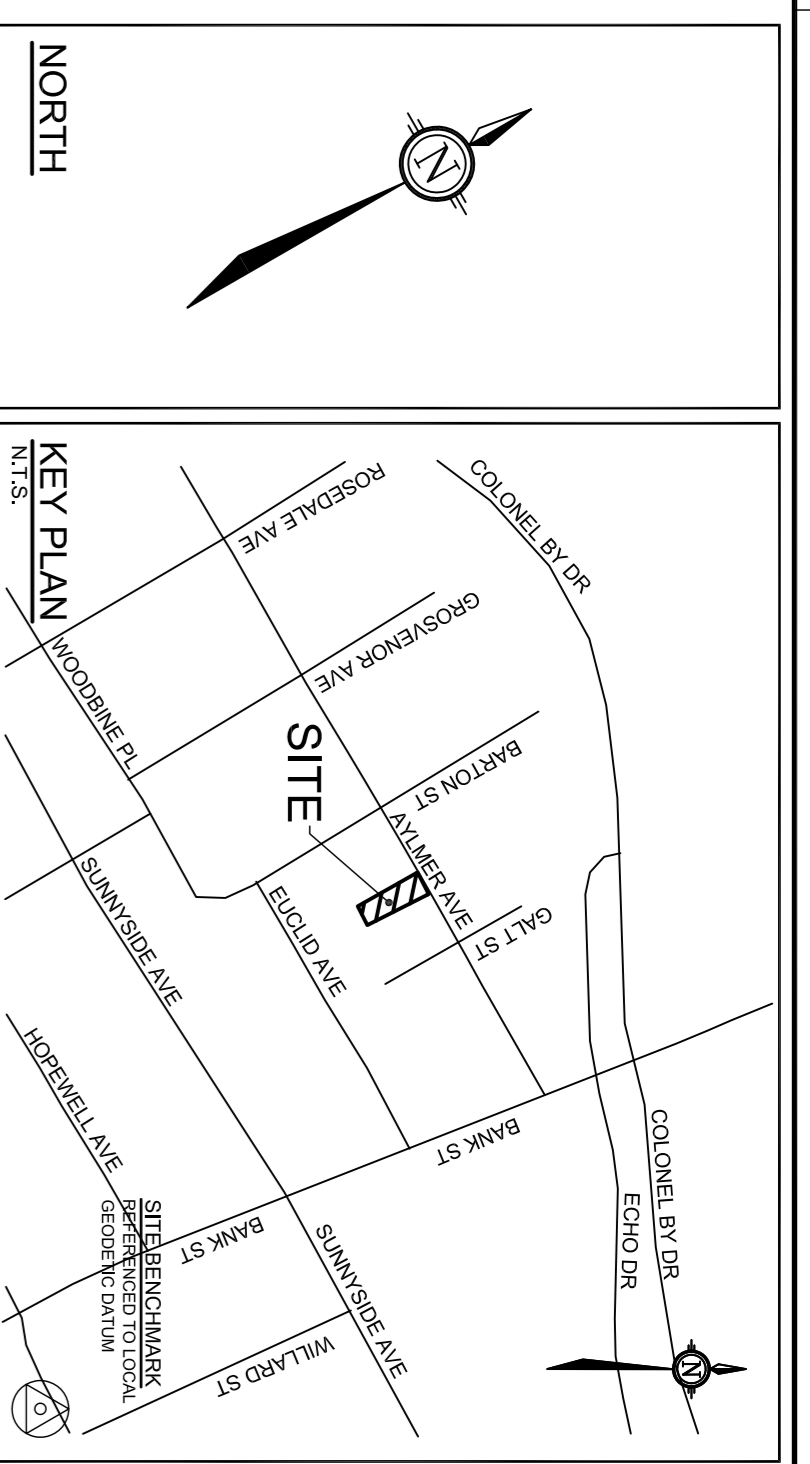 NORTH
N
KEY PLAN
N.T.S.
COLONEL BY DR
ROSEDALE AVE
GROSVENOR AVE
WOODBINE PL
SITE
BARTON ST
AYLMER AVE
GALT ST
EUCLID AVE
SUNNYSIDE AVE
HOPEWELL AVE
BANK ST
COLONEL BY DR
ECHO DR
BANK ST
SUNNYSIDE AVE
WILLARD ST
N
SITE BENCHMARK
REFERENCED TO LOCAL
GEODETIC DATUM